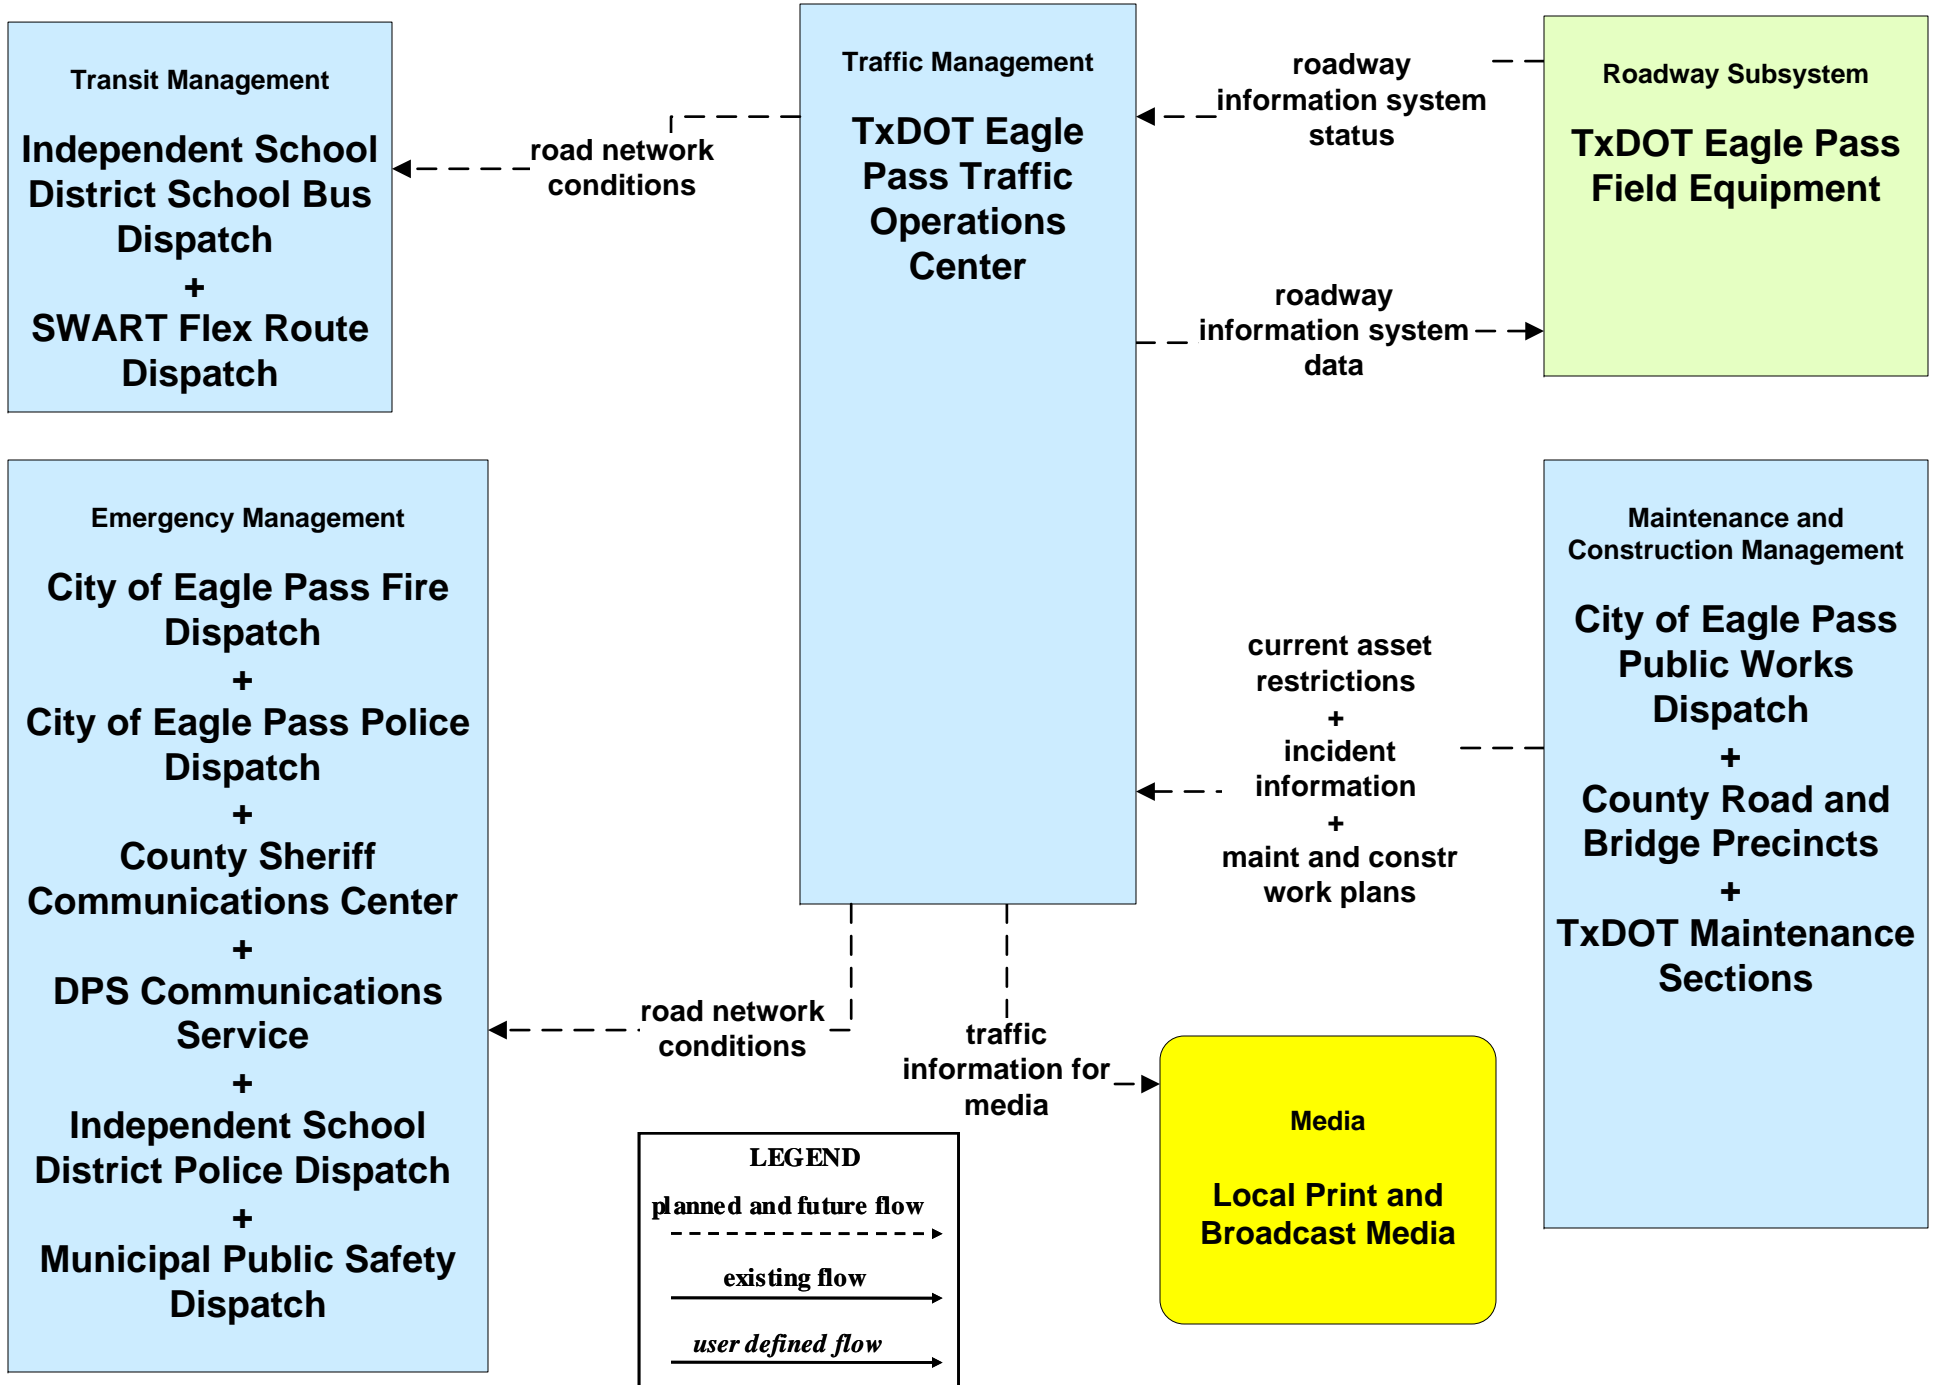 Transit Management
Independent School
District School Bus
Dispatch
+
SWART Flex Route
Dispatch
road network
conditions
Traffic Management
TxDOT Eagle
Pass Traffic
Operations
Center
roadway
information system
status
roadway
information system
data
Roadway Subsystem
TxDOT Eagle Pass
Field Equipment
Emergency Management
City of Eagle Pass Fire
Dispatch
+
City of Eagle Pass Police
Dispatch
+
County Sheriff
Communications Center
+
DPS Communications
Service
+
Independent School
District Police Dispatch
+
Municipal Public Safety
Dispatch
road network
conditions
traffic
information for
media
current asset
restrictions
+
incident
information
+
maint and constr
work plans
Maintenance and
Construction Management
City of Eagle Pass
Public Works
Dispatch
+
County Road and
Bridge Precincts
+
TxDOT Maintenance
Sections
Media
Local Print and
Broadcast Media
LEGEND
planned and future flow
existing flow
user defined flow